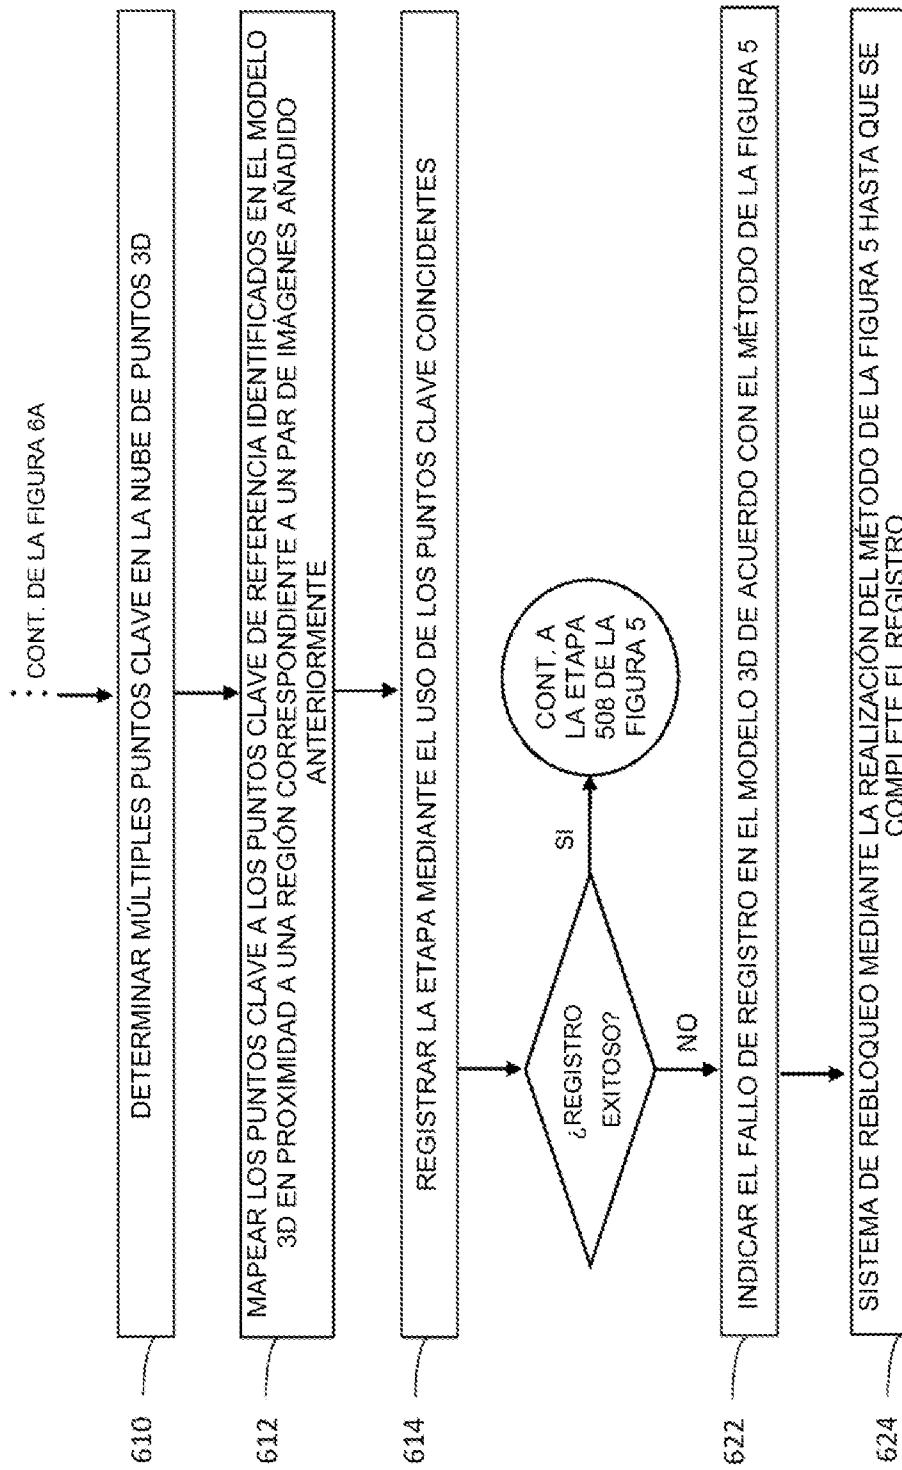 CONT. DE LA FIGURA 6A
610
DETERMINAR MÚLTIPLES PUNTOS CLAVE EN LA NUBE DE PUNTOS 3D
612
MAPEAR LOS PUNTOS CLAVE A LOS PUNTOS CLAVE DE REFERENCIA IDENTIFICADOS EN EL MODELO
3D EN PROXIMIDAD A UNA REGIÓN CORRESPONDIENTE A UN PAR DE IMÁGENES AÑADIDO
ANTERIORMENTE
614
REGISTRAR LA ETAPA MEDIANTE EL USO DE LOS PUNTOS CLAVE COINCIDENTES
¿REGISTRO
EXITOSO?
SI
CONT. A
LA ETAPA
508 DE LA
FIGURA 5
NO
622
INDICAR EL FALLO DE REGISTRO EN EL MODELO 3D DE ACUERDO CON EL MÉTODO DE LA FIGURA 5
624
SISTEMA DE REBLOQUEO MEDIANTE LA REALIZACIÓN DEL MÉTODO DE LA FIGURA 5 HASTA QUE SE
COMPLETE EL REGISTRO